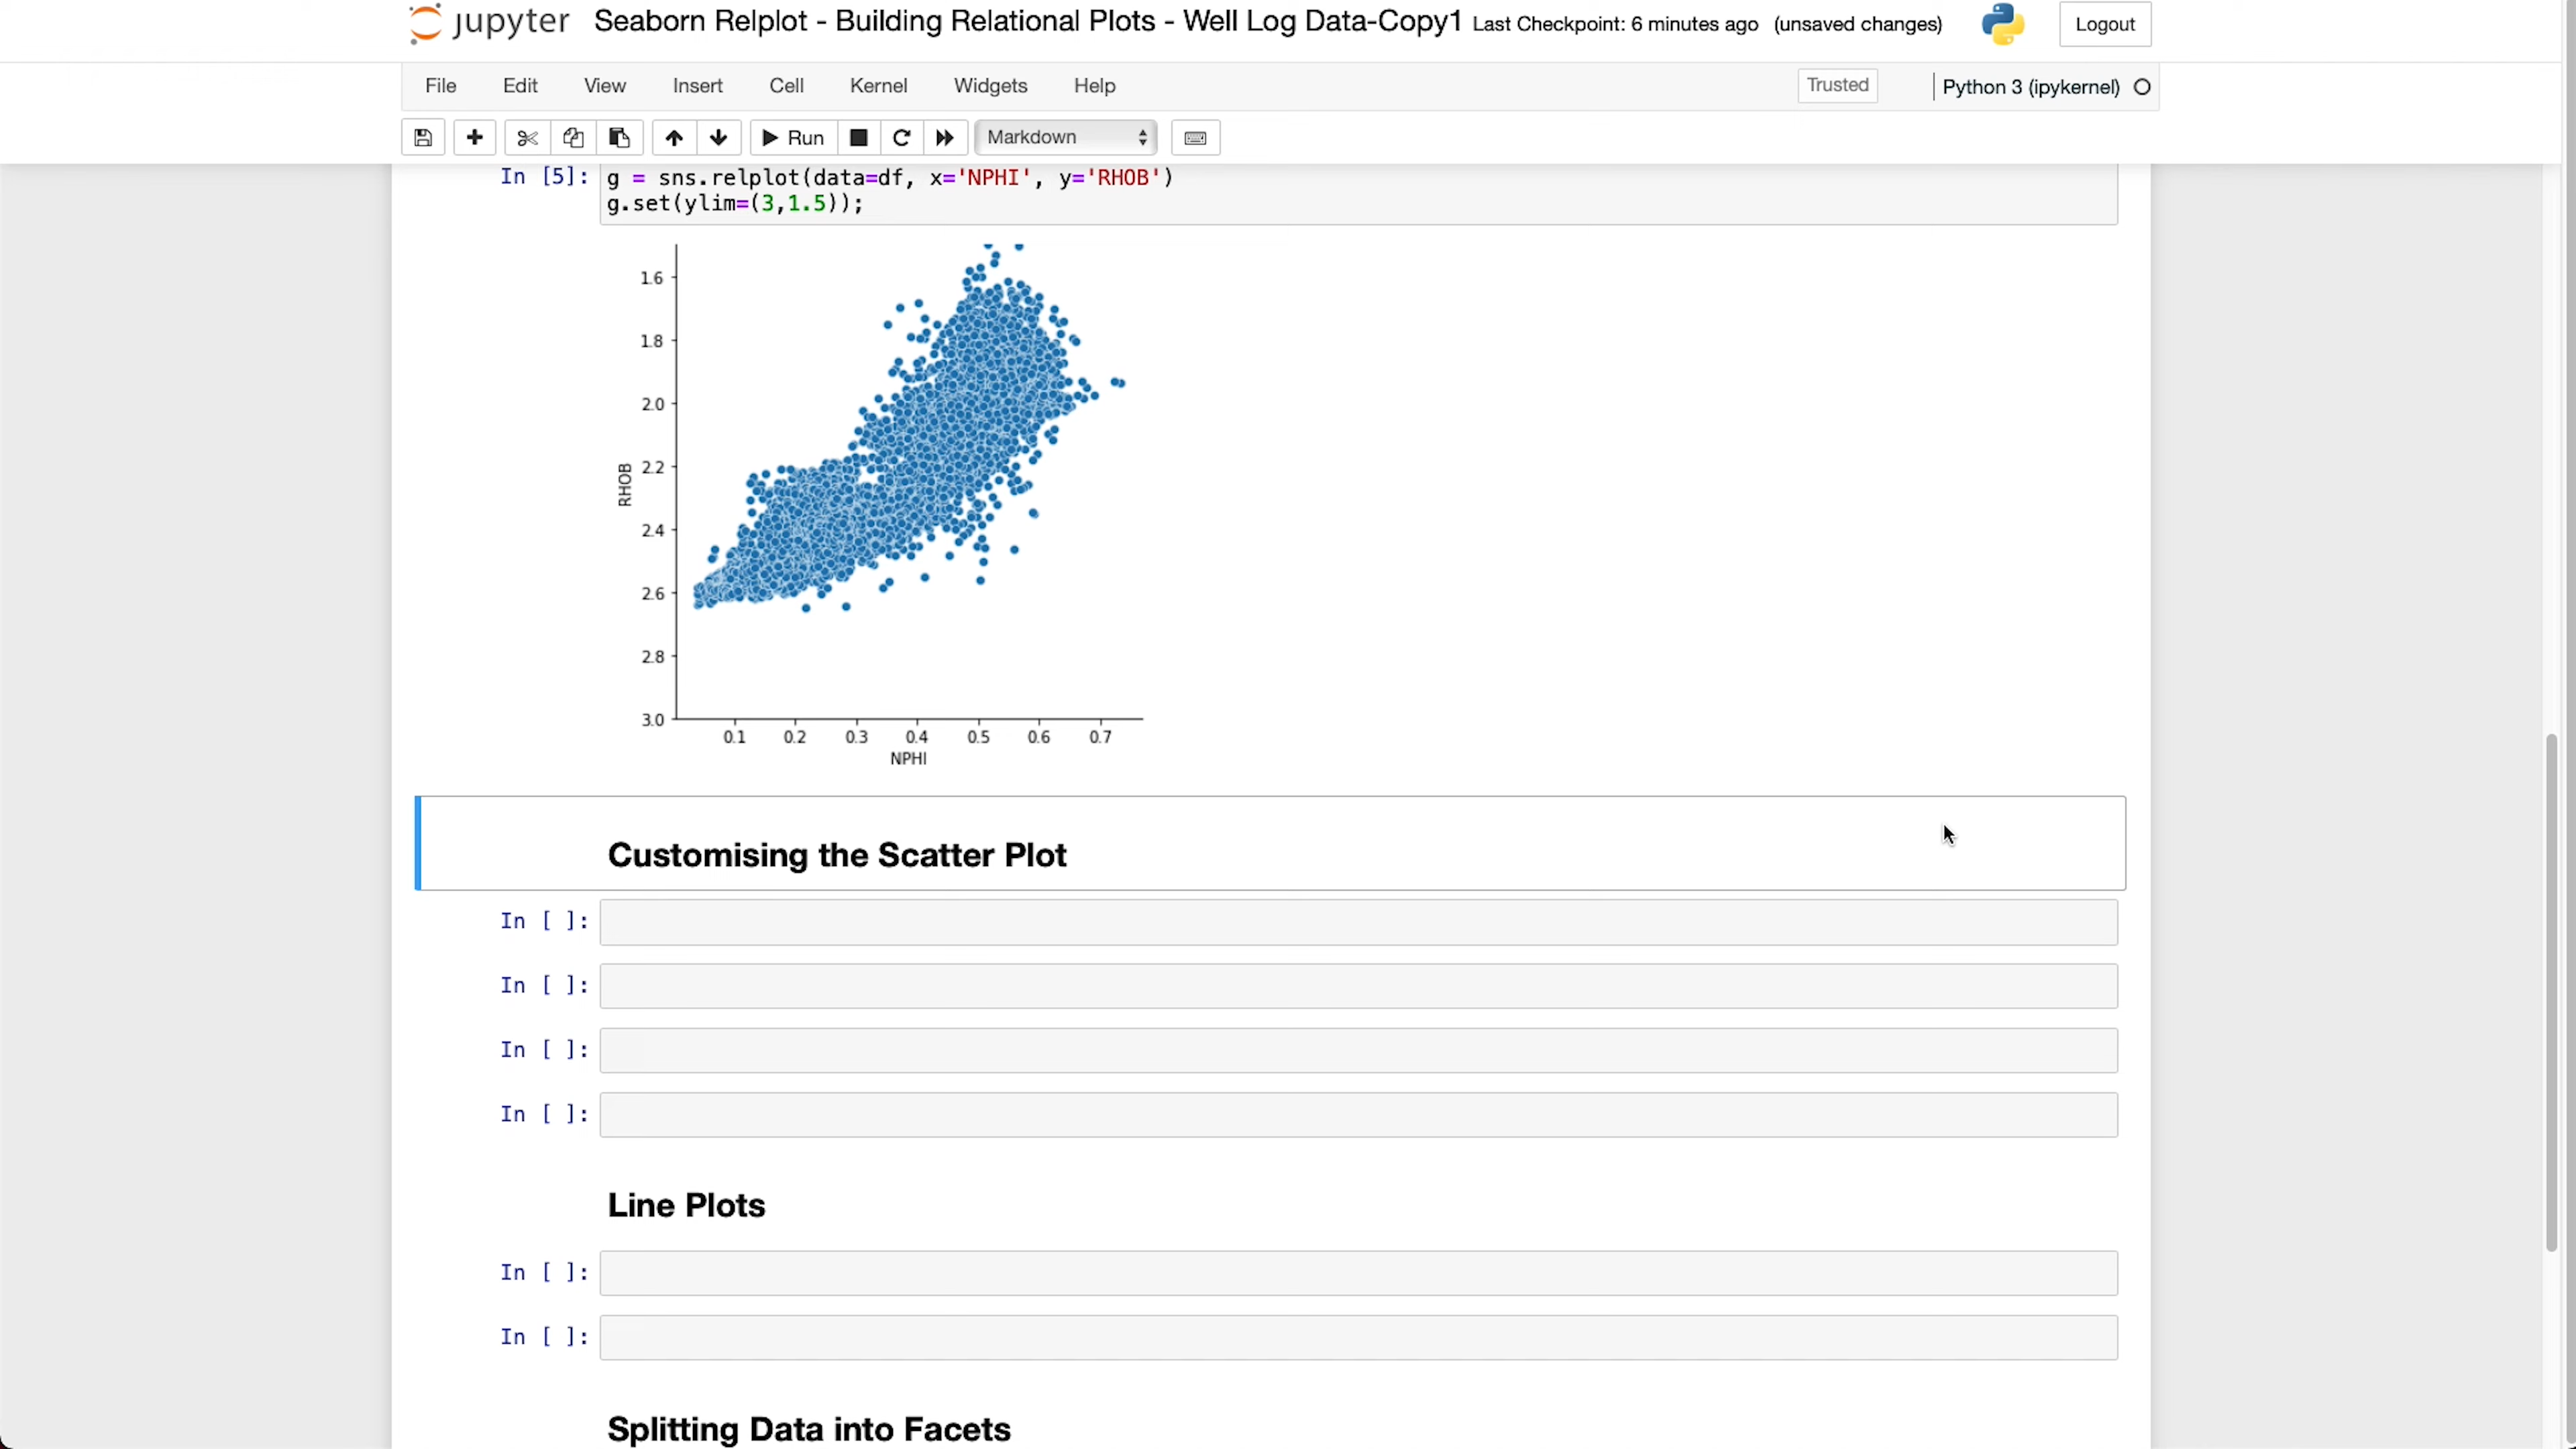 jupyter Seaborn Relplot - Building Relational Plots - Well Log Data-Copy1 Last Checkpoint: 6 minutes ago (unsaved changes) Logout
File Edit View Insert Cell Kernel Widgets Help Trusted Python 3 (ipykernel)
Run Markdown
In [5]: g = sns.relplot(data=df, x='NPHI', y='RHOB')
g.set(ylim=(3,1.5));
1.6
1.8
2.0
2.2
RHOB
2.4
2.6
2.8
3.0
0.1 0.2 0.3 0.4 0.5 0.6 0.7
NPHI
Customising the Scatter Plot
In [ ]:
In [ ]:
In [ ]:
In [ ]:
Line Plots
In [ ]:
In [ ]:
Splitting Data into Facets